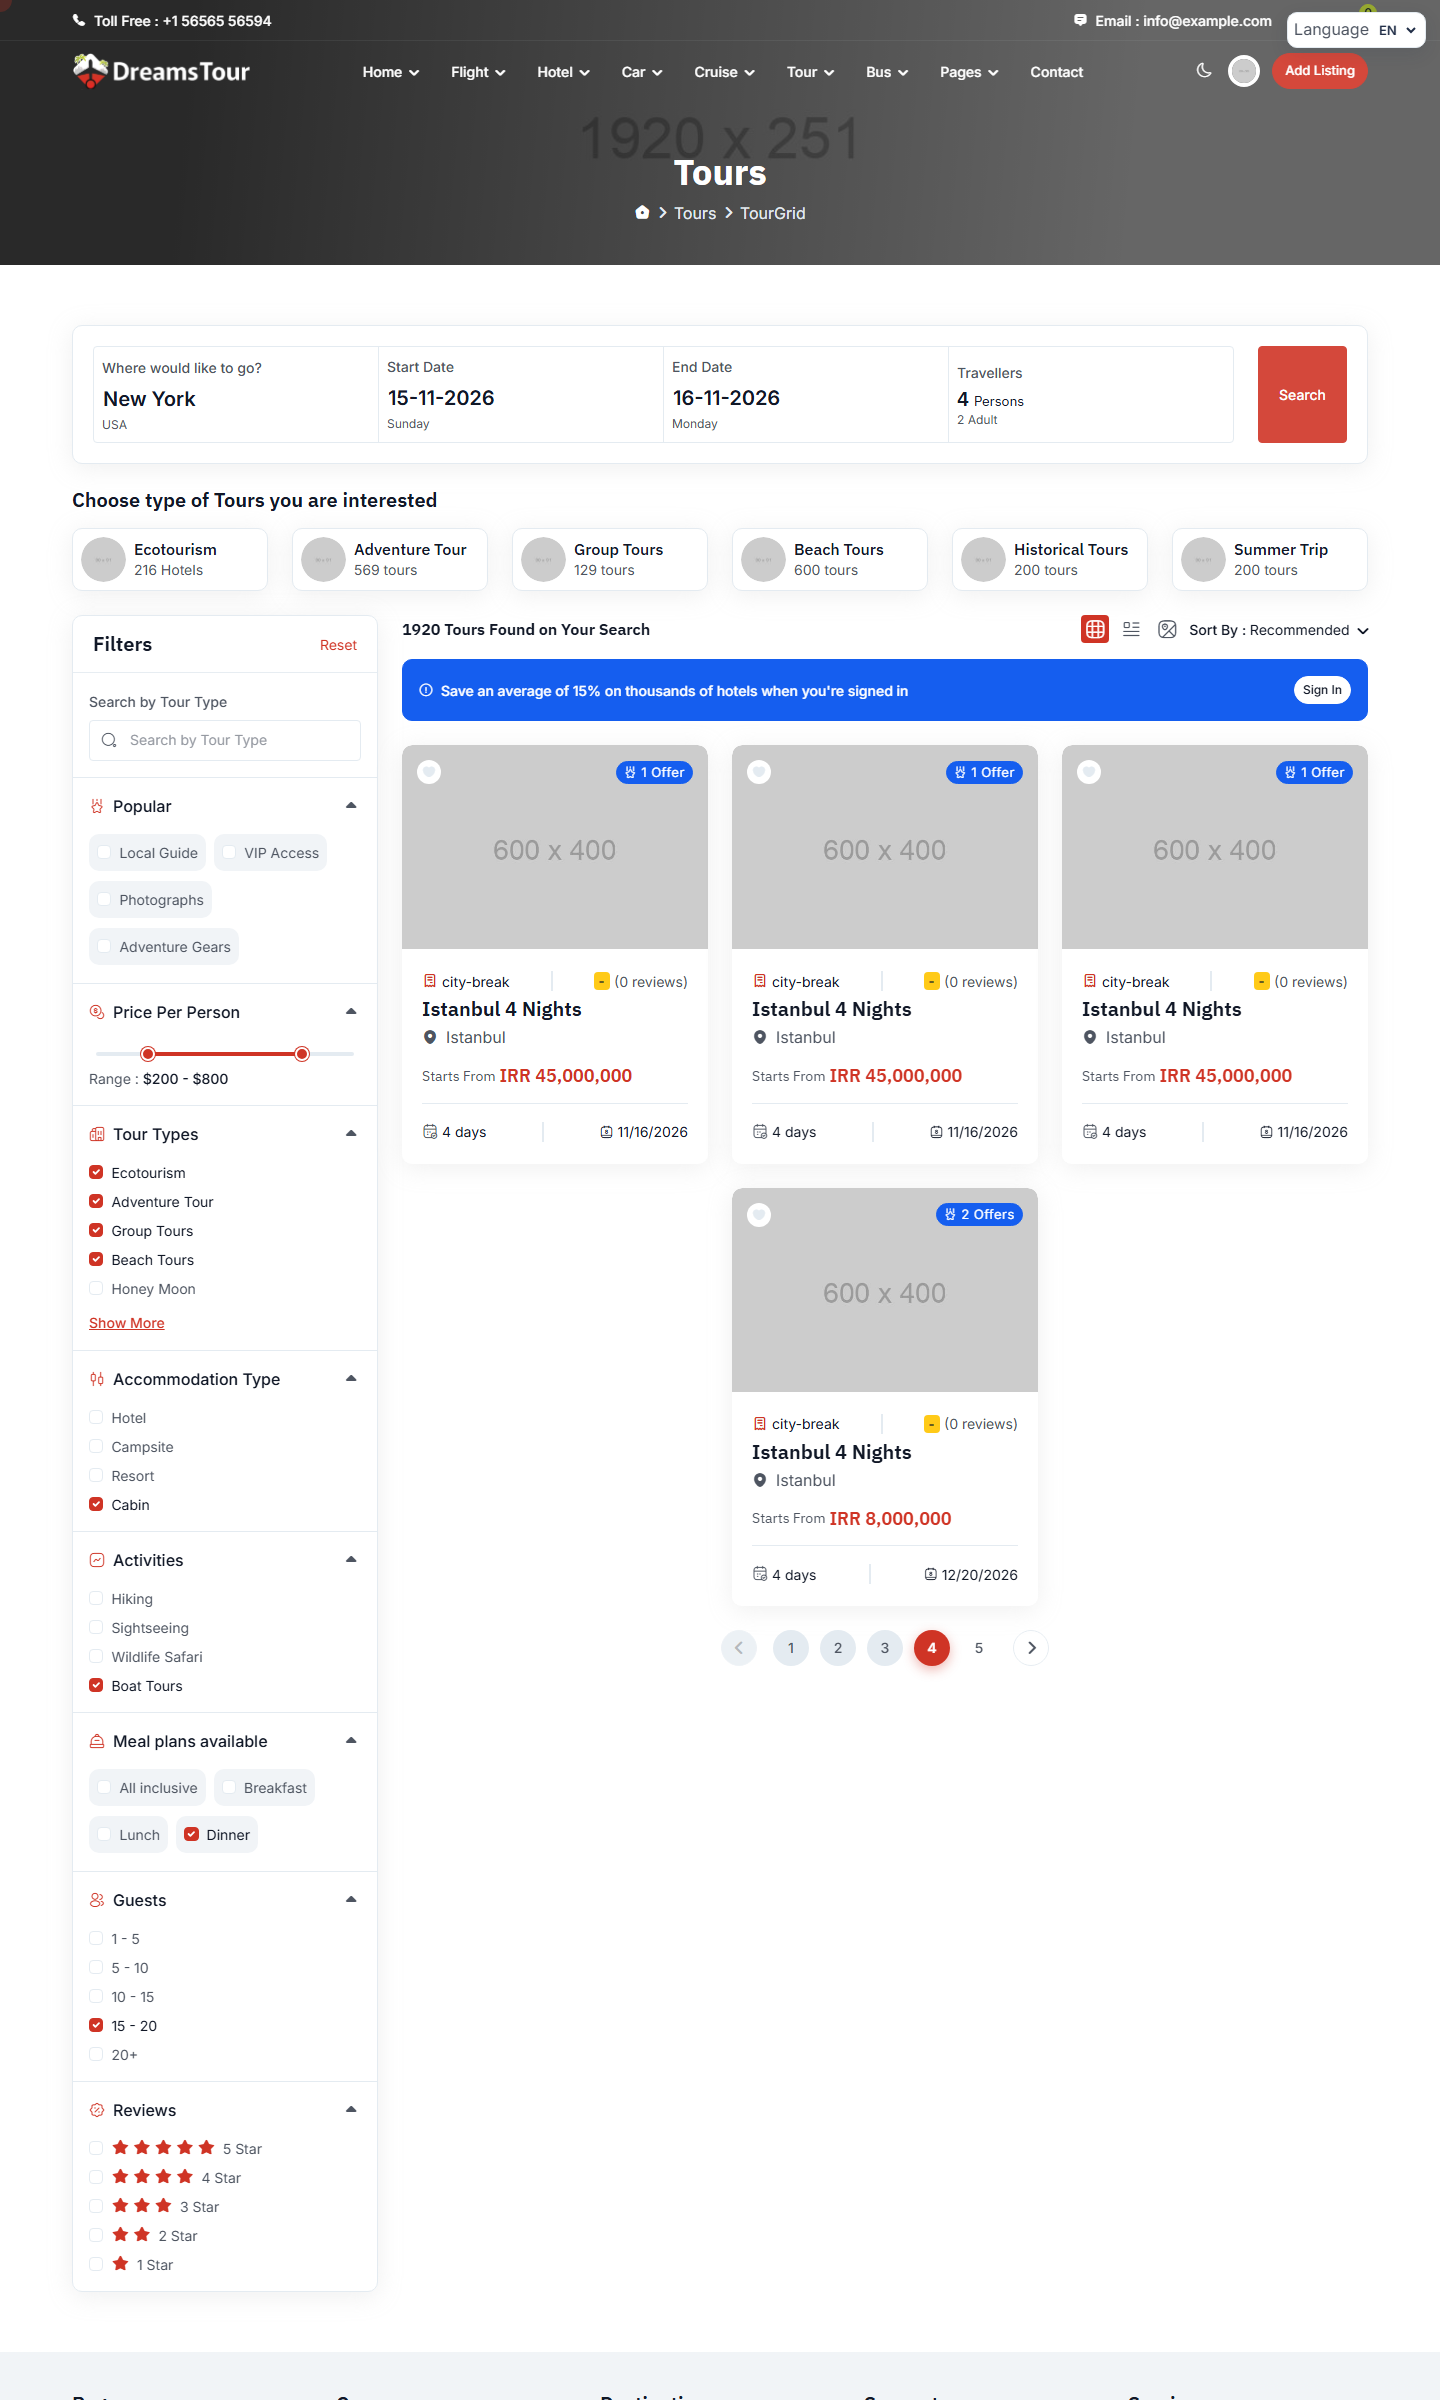 Toll Free : +1 56565 56594
Email : info@example.com
Language EN
DreamsTour
Home Flight Hotel Car Cruise Tour Bus Pages Contact
Add Listing
1920 x 251
Tours
Tours TourGrid
Where would like to go?
New York
USA
Start Date
15-11-2026
Sunday
End Date
16-11-2026
Monday
Travellers
4 Persons
2 Adult
Search
Choose type of Tours you are interested
Ecotourism
216 Hotels
Adventure Tour
569 tours
Group Tours
129 tours
Beach Tours
600 tours
Historical Tours
200 tours
Summer Trip
200 tours
Filters
Reset
Search by Tour Type
Search by Tour Type
Popular
Local Guide
VIP Access
Photographs
Adventure Gears
Price Per Person
Range : $200 - $800
Tour Types
Ecotourism
Adventure Tour
Group Tours
Beach Tours
Honey Moon
Show More
Accommodation Type
Hotel
Campsite
Resort
Cabin
Activities
Hiking
Sightseeing
Wildlife Safari
Boat Tours
Meal plans available
All inclusive
Breakfast
Lunch
Dinner
Guests
1 - 5
5 - 10
10 - 15
15 - 20
20+
Reviews
5 Star
4 Star
3 Star
2 Star
1 Star
1920 Tours Found on Your Search
Sort By : Recommended
Save an average of 15% on thousands of hotels when you're signed in
Sign In
1 Offer
600 x 400
city-break
- (0 reviews)
Istanbul 4 Nights
Istanbul
Starts From IRR 45,000,000
4 days
11/16/2026
1 Offer
600 x 400
city-break
- (0 reviews)
Istanbul 4 Nights
Istanbul
Starts From IRR 45,000,000
4 days
11/16/2026
1 Offer
600 x 400
city-break
- (0 reviews)
Istanbul 4 Nights
Istanbul
Starts From IRR 45,000,000
4 days
11/16/2026
2 Offers
600 x 400
city-break
- (0 reviews)
Istanbul 4 Nights
Istanbul
Starts From IRR 8,000,000
4 days
12/20/2026
1 2 3 4 5